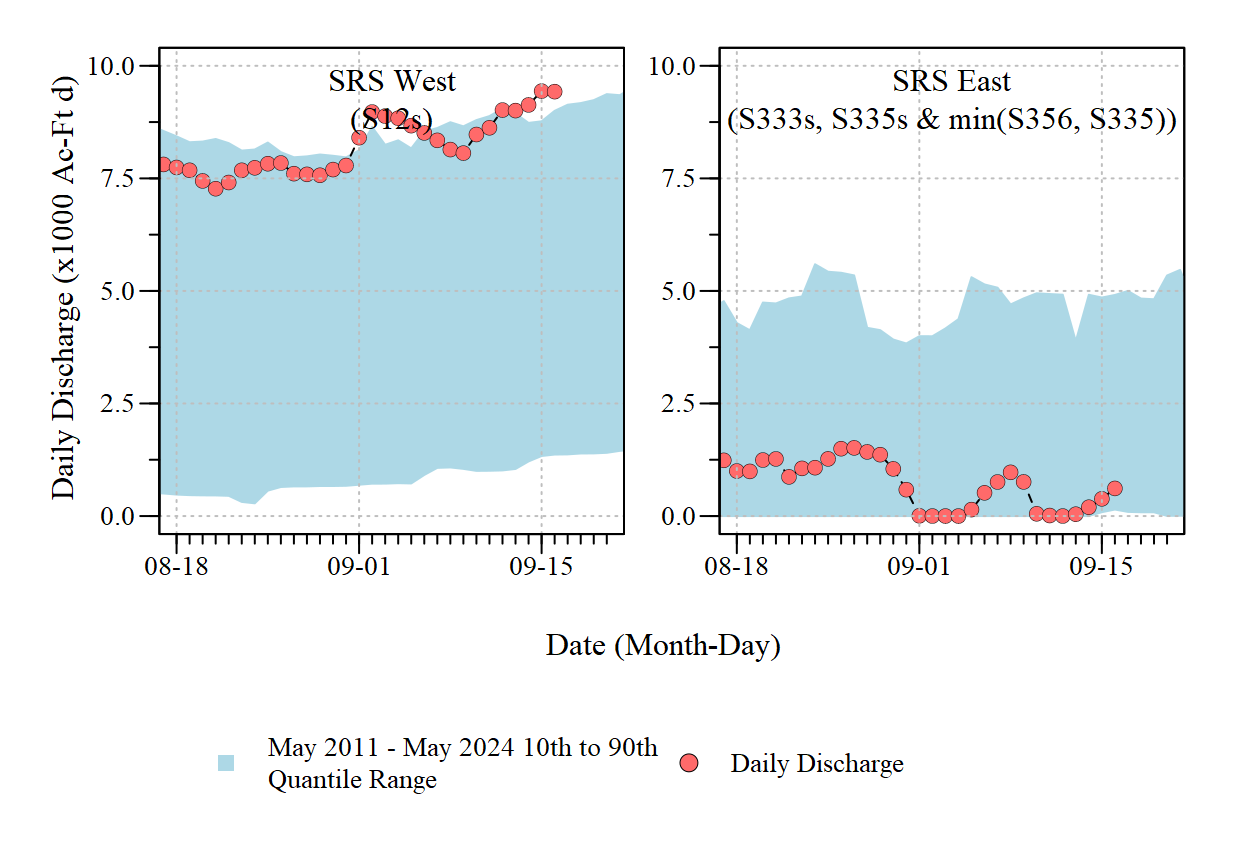 SRS West
(S12s)
Daily Discharge (x1000 Ac-Ft d)
10.0
7.5
5.0
2.5
0.0
08-18
09-01
09-15
SRS East
(S333s, S335s & min(S356, S335))
10.0
7.5
5.0
2.5
0.0
08-18
09-01
09-15
Date (Month-Day)
May 2011 - May 2024 10th to 90th
Quantile Range
Daily Discharge